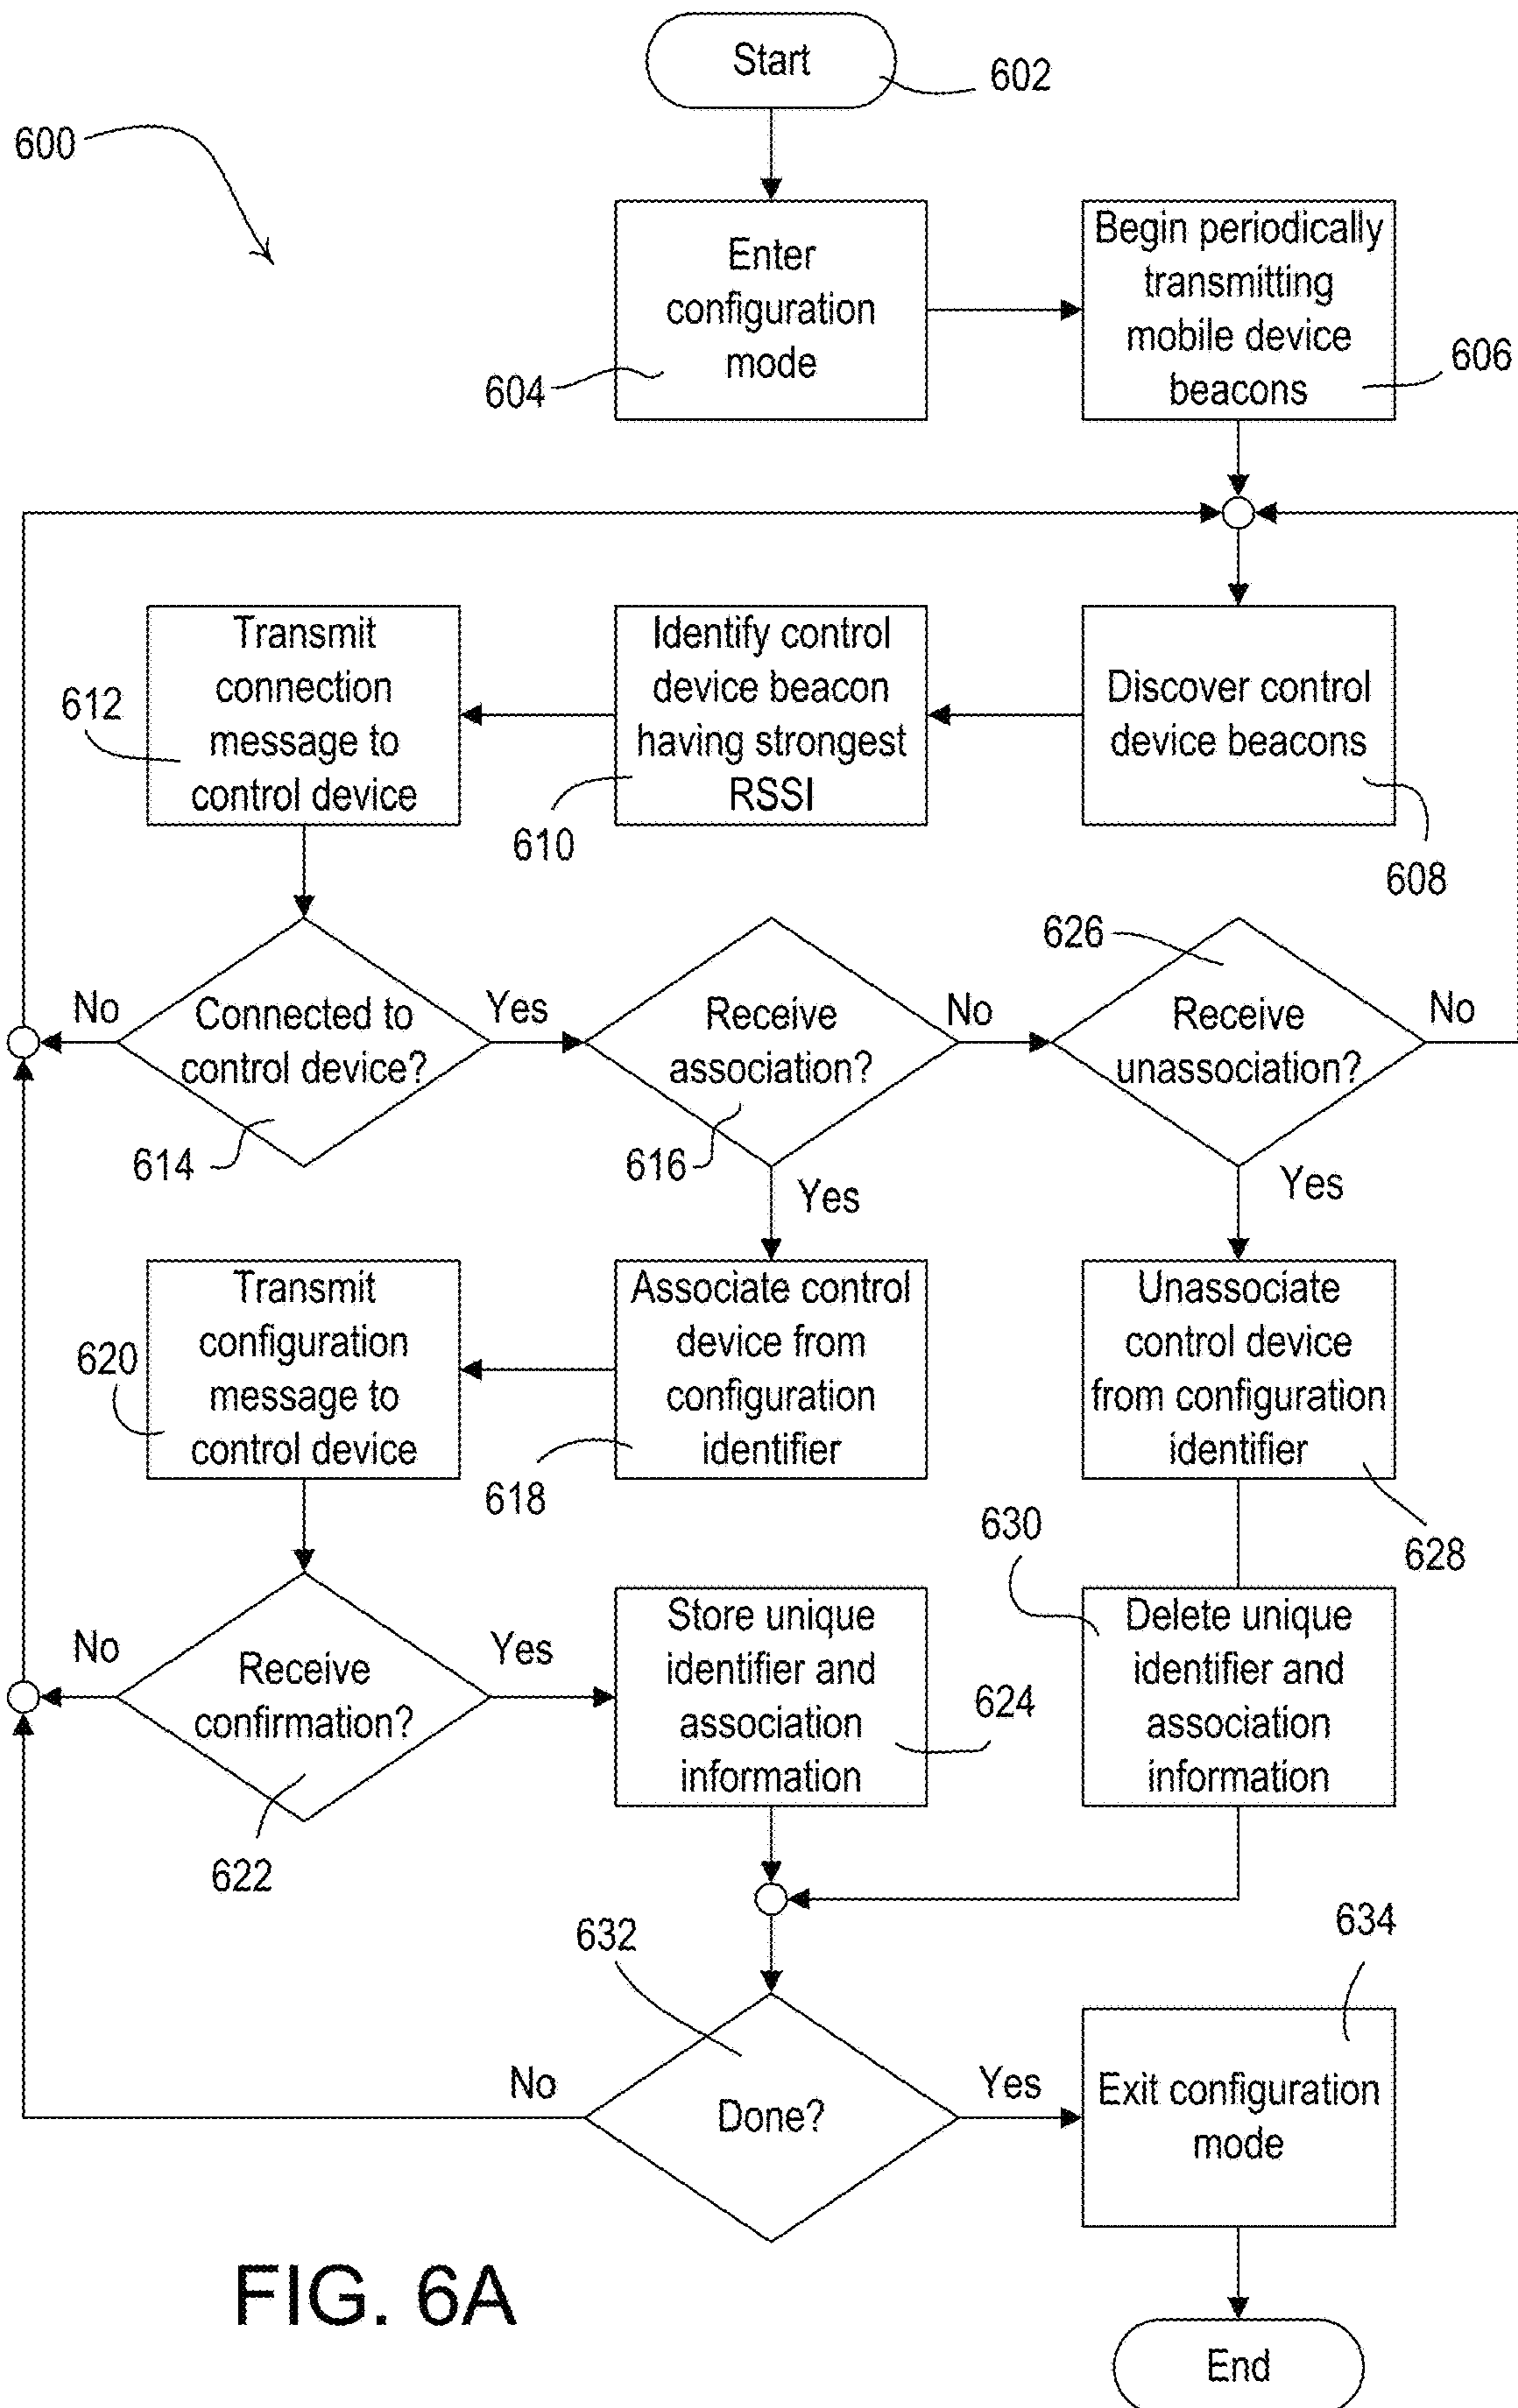 Start
602
600
Enter
configuration
mode
604
Begin periodically
transmitting
mobile device
beacons
606
Transmit
connection
message to
control device
612
Identify control
device beacon
having strongest
RSSI
610
Discover control
device beacons
608
626
No
Connected to
control device?
614
Yes
Receive
association?
616
No
Receive
unassociation?
No
Yes
Yes
Transmit
configuration
message to
control device
620
Associate control
device from
configuration
identifier
618
Unassociate
control device
from configuration
identifier
628
630
No
Receive
confirmation?
622
Yes
Store unique
identifier and
association
information
624
Delete unique
identifier and
association
information
632
634
No
Done?
Yes
Exit configuration
mode
FIG. 6A
End